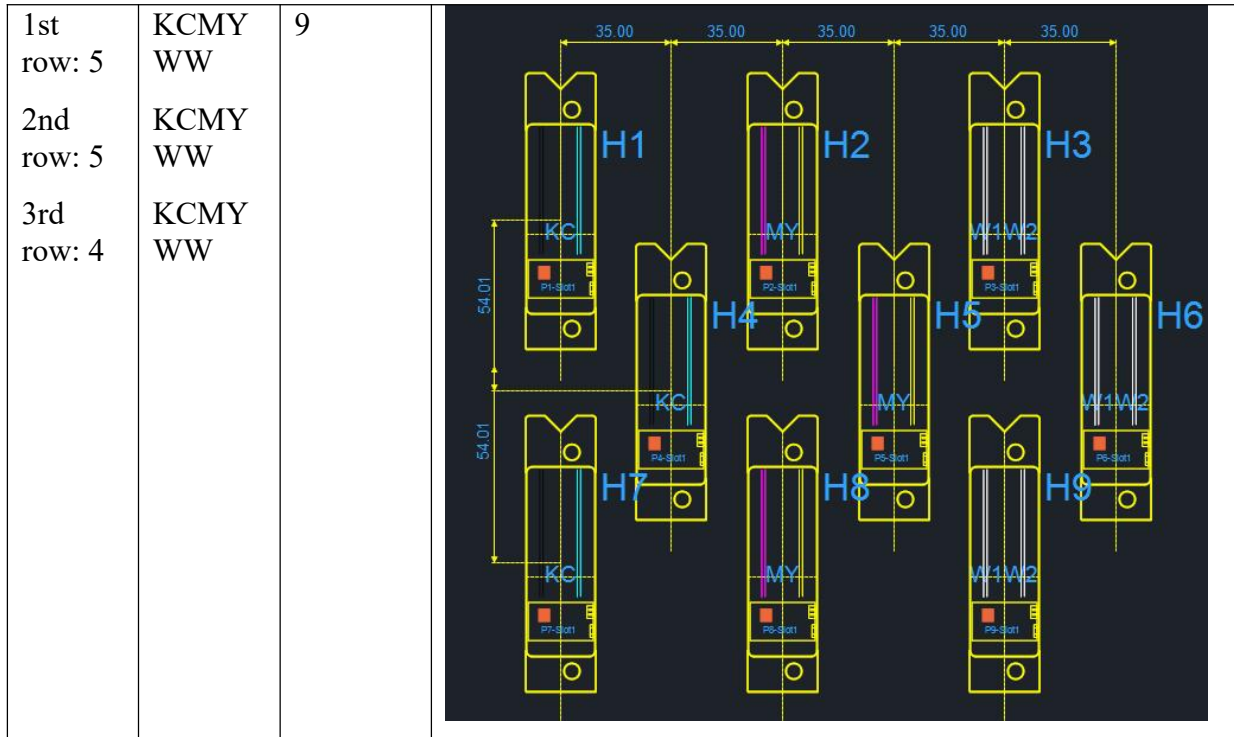 1st
row: 5
2nd
row: 5
3rd
row: 4
KCMY
WW
KCMY
WW
KCMY
WW
9
35.00 35.00 35.00 35.00 35.00
H1 H2 H3
KC MY W1W2
P1-Slot1 P2-Slot1 P3-Slot1
54.01
H4 H5 H6
KC MY W1W2
P4-Slot1 P5-Slot1 P6-Slot1
54.01
H7 H8 H9
KC MY W1W2
P7-Slot1 P8-Slot1 P9-Slot1